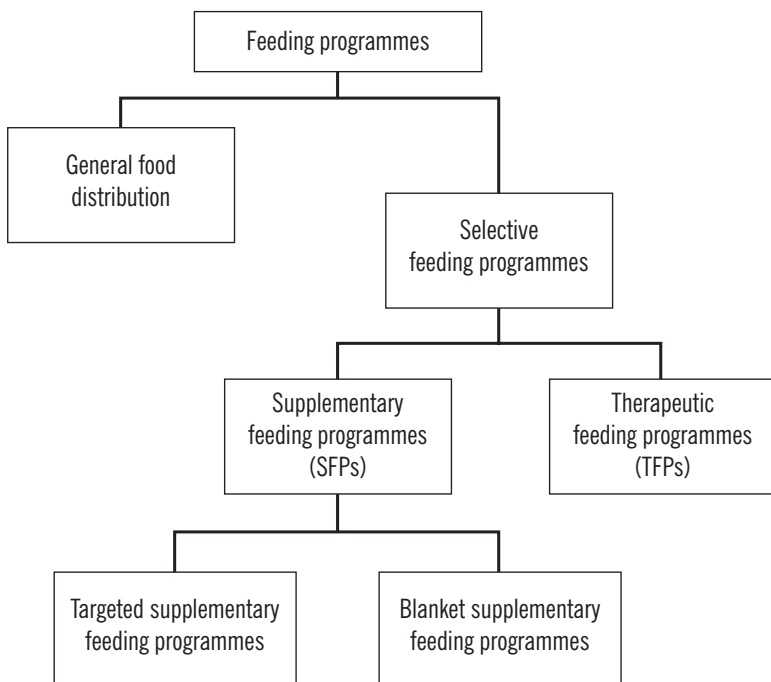 Feeding programmes
General food
distribution
Selective
feeding programmes
Supplementary
feeding programmes
(SFPs)
Therapeutic
feeding programmes
(TFPs)
Targeted supplementary
feeding programmes
Blanket supplementary
feeding programmes